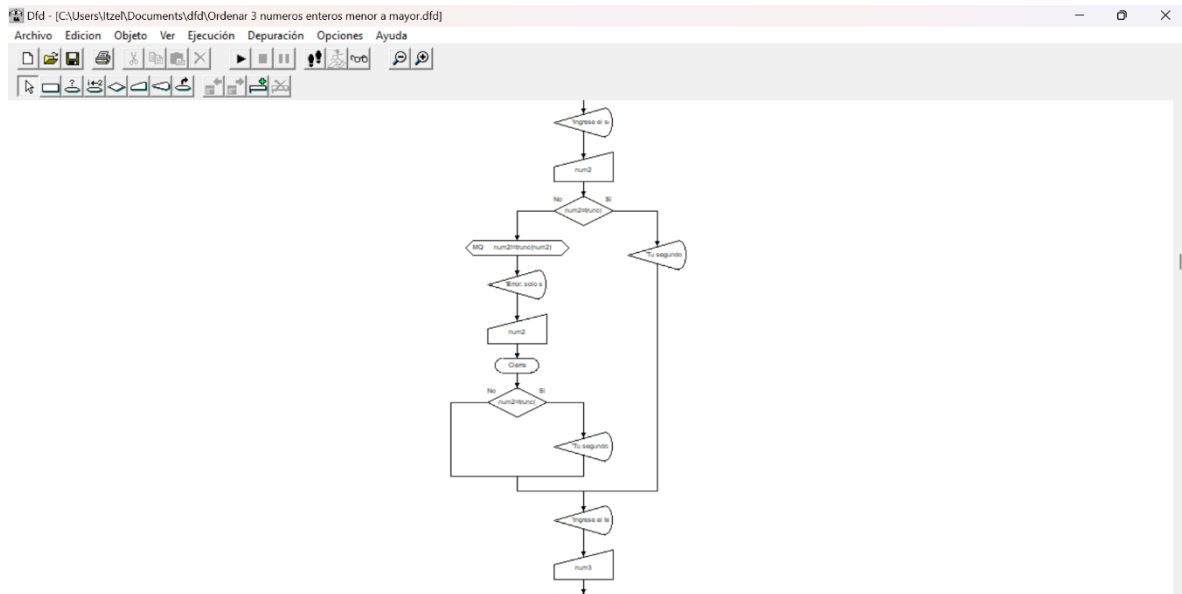 Dfd - [C:\Users\Itzel\Documents\dfd\Ordenar 3 numeros enteros menor a mayor.dfd]
Archivo Edicion Objeto Ver Ejecución Depuración Opciones Ayuda
'Ingrese el s
num2
No Si
num2=trunc(
MQ num2!=trunc(num2)
'Tu segundo
'Error: solo s
num2
Cierre
No Si
num2=trunc(
'Tu segundo
'Ingrese el te
num3